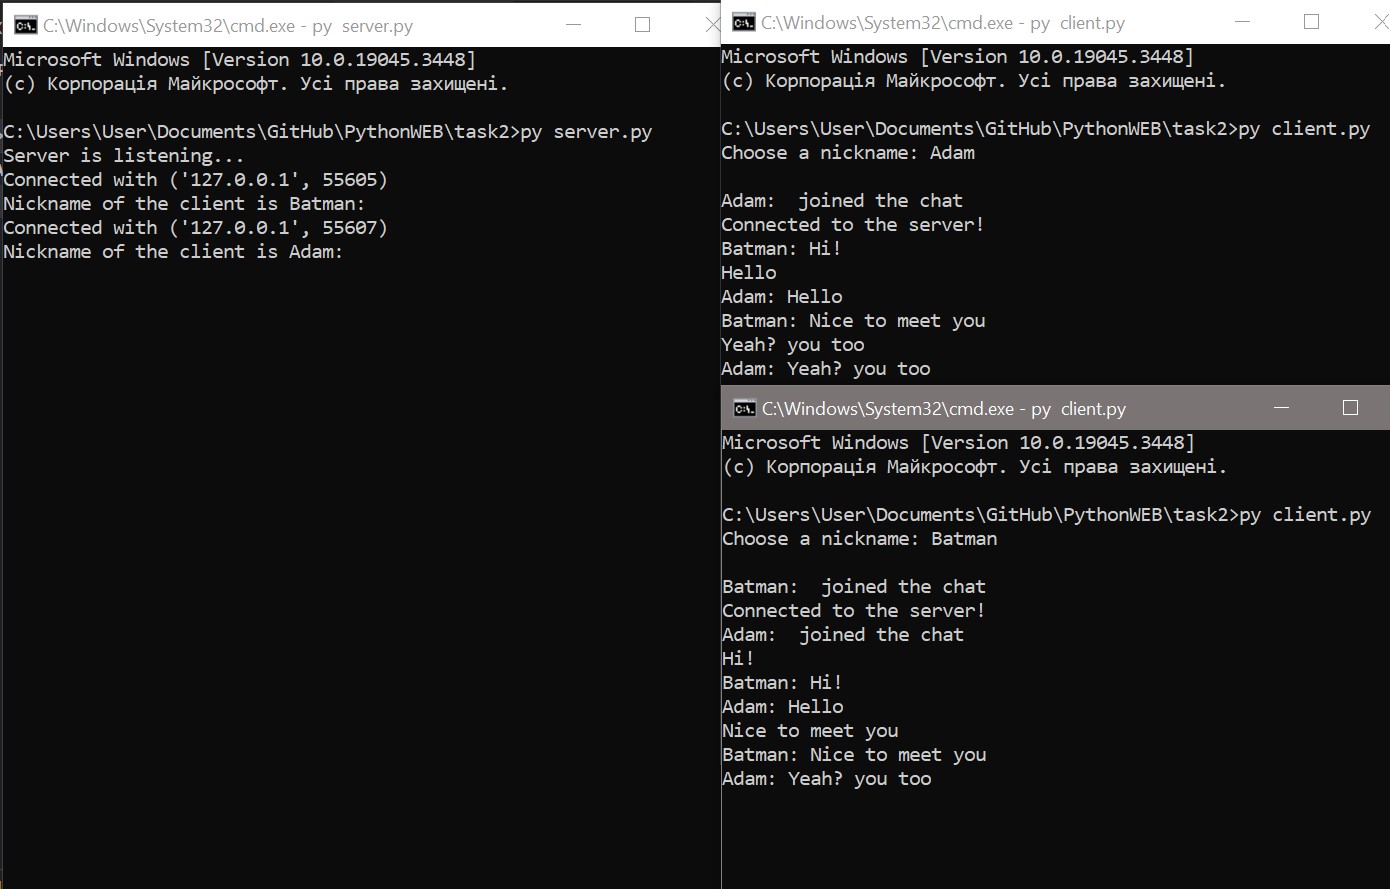 C:\Windows\System32\cmd.exe - py  server.py
Microsoft Windows [Version 10.0.19045.3448]
(c) Корпорація Майкрософт. Усі права захищені.
C:\Users\User\Documents\GitHub\PythonWEB\task2>py server.py
Server is listening...
Connected with ('127.0.0.1', 55605)
Nickname of the client is Batman:
Connected with ('127.0.0.1', 55607)
Nickname of the client is Adam:
C:\Windows\System32\cmd.exe - py  client.py
Microsoft Windows [Version 10.0.19045.3448]
(c) Корпорація Майкрософт. Усі права захищені.
C:\Users\User\Documents\GitHub\PythonWEB\task2>py client.py
Choose a nickname: Adam
Adam:  joined the chat
Connected to the server!
Batman: Hi!
Hello
Adam: Hello
Batman: Nice to meet you
Yeah? you too
Adam: Yeah? you too
C:\Windows\System32\cmd.exe - py  client.py
Microsoft Windows [Version 10.0.19045.3448]
(c) Корпорація Майкрософт. Усі права захищені.
C:\Users\User\Documents\GitHub\PythonWEB\task2>py client.py
Choose a nickname: Batman
Batman:  joined the chat
Connected to the server!
Adam:  joined the chat
Hi!
Batman: Hi!
Adam: Hello
Nice to meet you
Batman: Nice to meet you
Adam: Yeah? you too